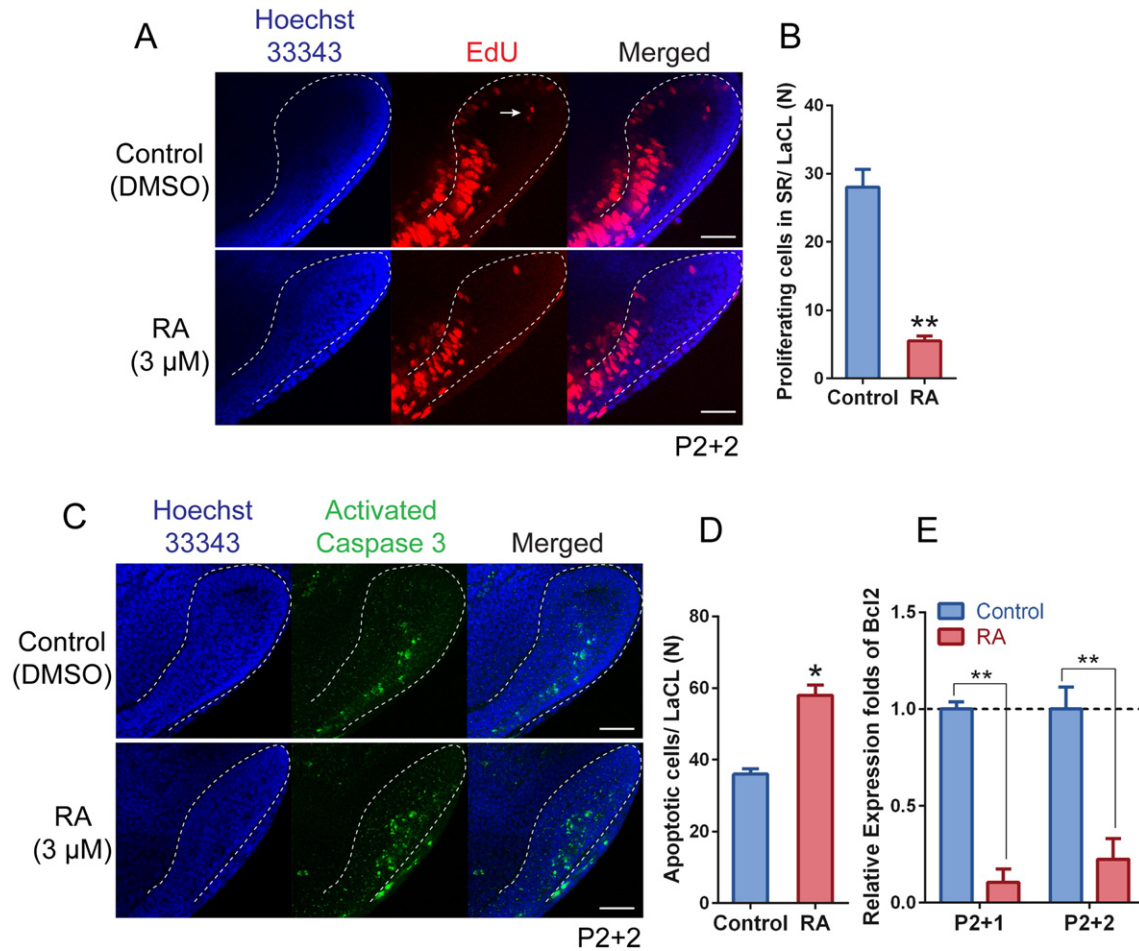 A
Hoechst
33343
EdU
Merged
Control
(DMSO)
RA
(3 µM)
P2+2
B
Proliferating cells in SR/ LaCL (N)
40
30
20
10
0
**
Control
RA
C
Hoechst
33343
Activated
Caspase 3
Merged
Control
(DMSO)
RA
(3 µM)
P2+2
D
Apoptotic cells/ LaCL (N)
80
60
40
20
0
*
Control
RA
E
Relative Expression folds of Bcl2
1.5
1.0
0.5
0.0
Control
RA
**
**
P2+1
P2+2